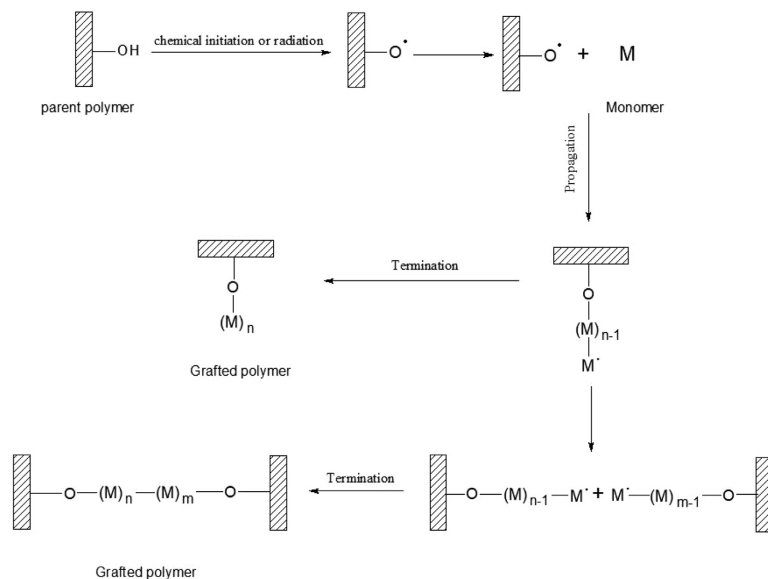 OH
chemical initiation or radiation
O•
O• + M
parent polymer
Monomer
Propagation
Termination
O
(M)n
Grafted polymer
O
(M)n-1
M•
O—(M)n—(M)m—O
Termination
O—(M)n-1—M• + M•—(M)m-1—O
Grafted polymer